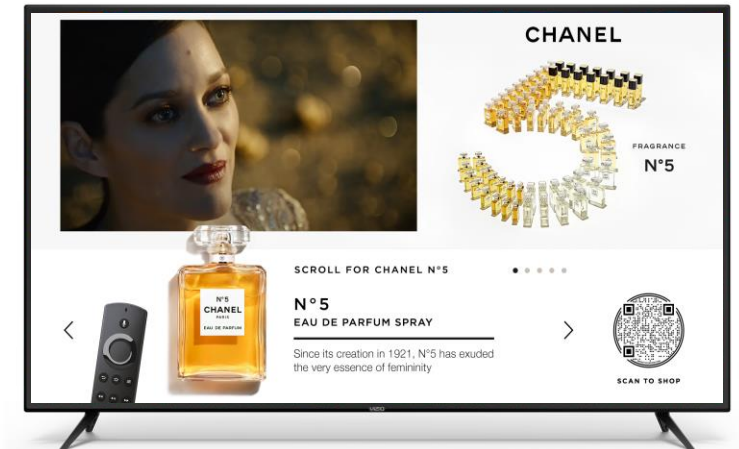 CHANEL
FRAGRANCE
N°5
SCROLL FOR CHANEL N°5
N°5
CHANEL
PARIS
EAU DE PARFUM
N°5
EAU DE PARFUM SPRAY
Since its creation in 1921, N°5 has exuded
the very essence of femininity
SCAN TO SHOP
VIZIO